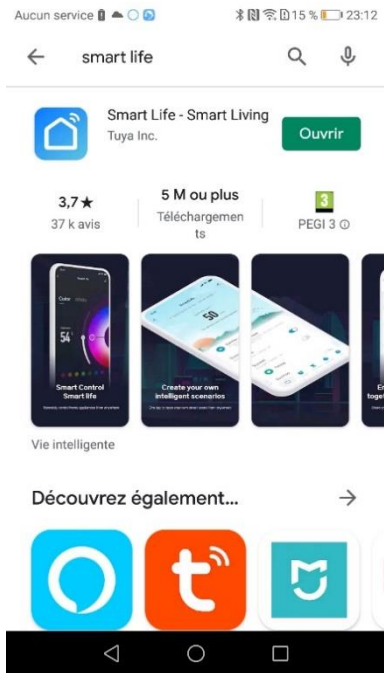 Aucun service 15 % 23:12
smart life
Smart Life - Smart Living
Tuya Inc.
Ouvrir
3,7★
37 k avis
5 M ou plus
Téléchargemen
ts
3
PEGI 3
54
Smart Control
Smart life
50
Create your own
intelligent scenarios
Vie intelligente
Découvrez également...